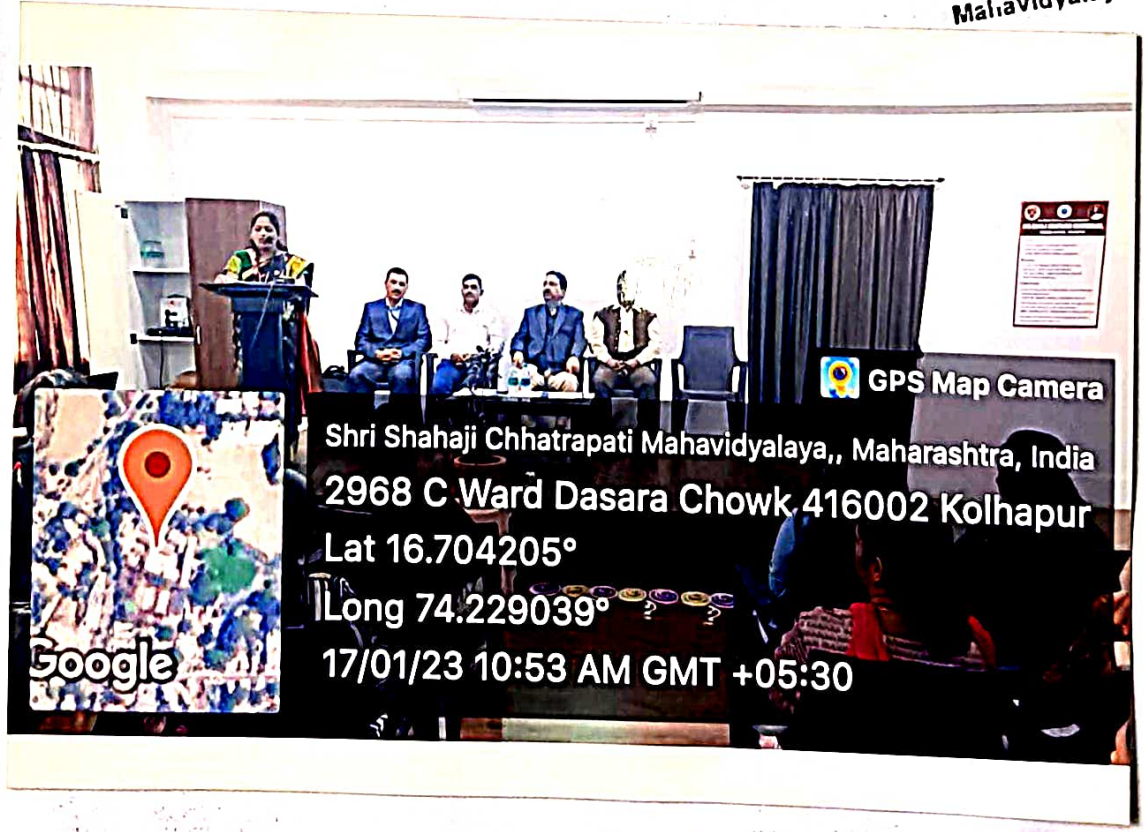 GPS Map Camera
Shri Shahaji Chhatrapati Mahavidyalaya,, Maharashtra, India
2968 C Ward Dasara Chowk 416002 Kolhapur
Lat 16.704205°
Long 74.229039°
17/01/23 10:53 AM GMT +05:30
Google